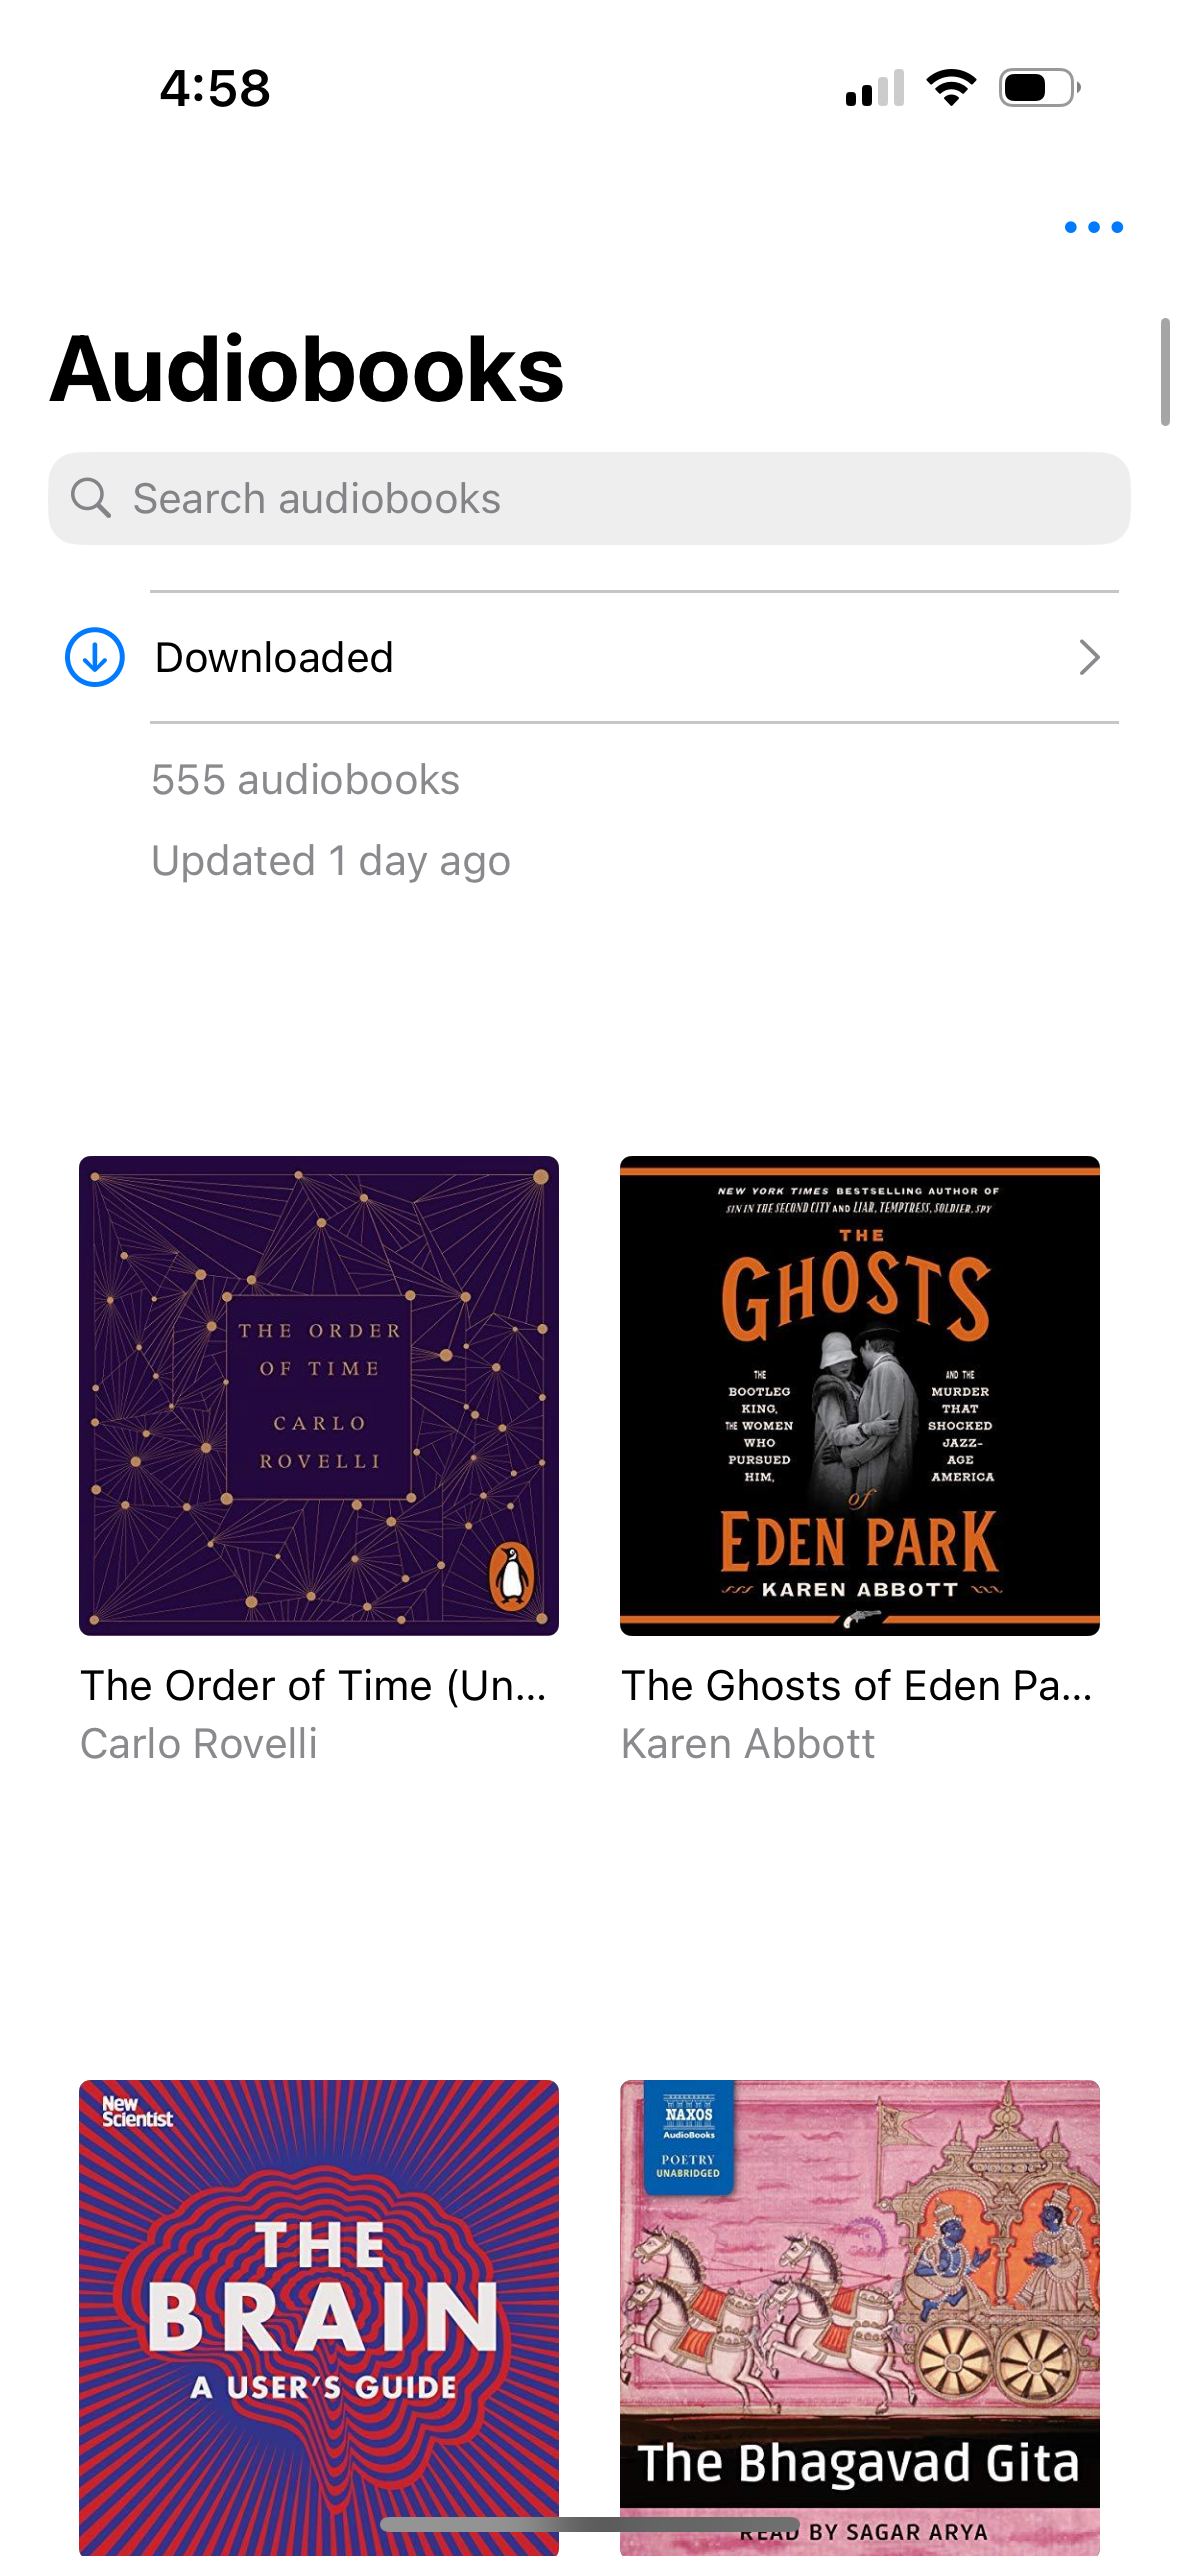 4:58
Audiobooks
Search audiobooks
Downloaded
555 audiobooks
Updated 1 day ago
THE ORDER
OF TIME
CARLO
ROVELLI
The Order of Time (Un...
Carlo Rovelli
NEW YORK TIMES BESTSELLING AUTHOR OF
SIN IN THE SECOND CITY AND LIAR, TEMPTRESS, SOLDIER, SPY
THE
GHOSTS
THE
BOOTLEG
KING,
THE WOMEN
WHO
PURSUED
HIM,
AND THE
MURDER
THAT
SHOCKED
JAZZ-
AGE
AMERICA
of
EDEN PARK
KAREN ABBOTT
The Ghosts of Eden Pa...
Karen Abbott
New
Scientist
THE
BRAIN
A USER'S GUIDE
NAXOS
AudioBooks
POETRY
UNABRIDGED
The Bhagavad Gita
READ BY SAGAR ARYA